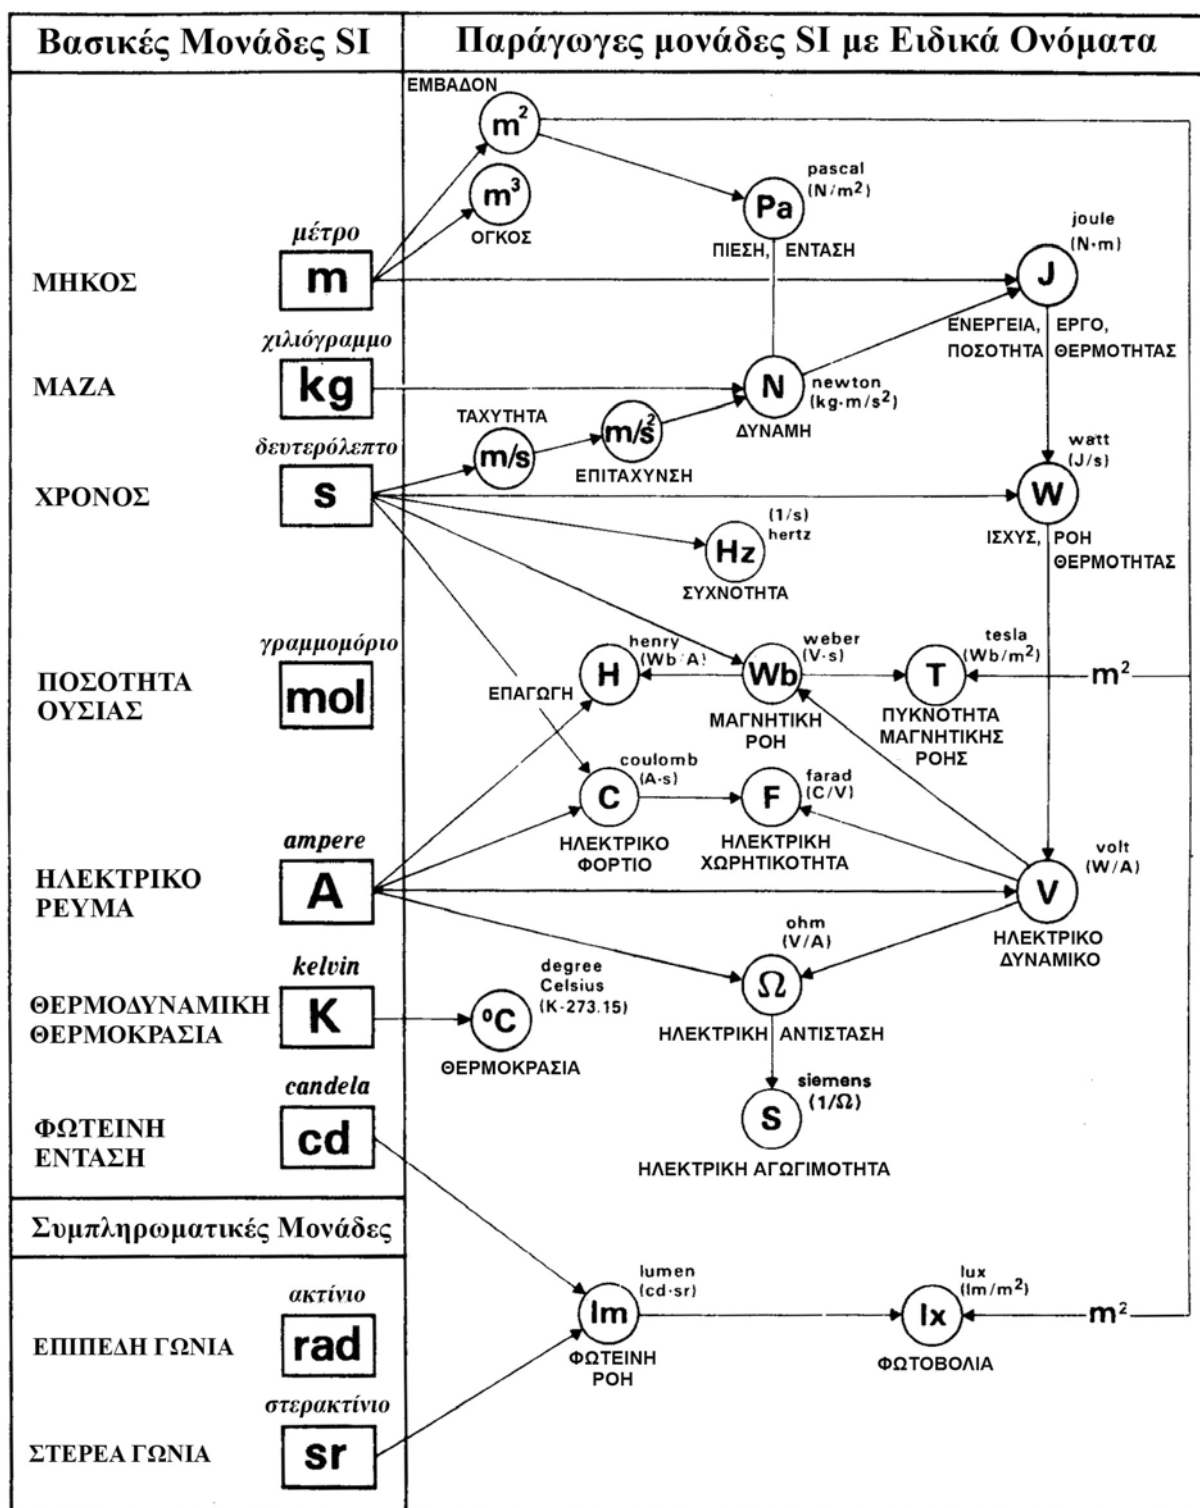 Βασικές Μονάδες SI
Παράγωγες μονάδες SI με Ειδικά Ονόματα
ΕΜΒΑΔΟΝ
m²
m³
ΟΓΚΟΣ
pascal
(N/m²)
Pa
ΠΙΕΣΗ, ΕΝΤΑΣΗ
μέτρο
ΜΗΚΟΣ
m
joule
(N·m)
J
ΕΝΕΡΓΕΙΑ, ΕΡΓΟ,
ΠΟΣΟΤΗΤΑ ΘΕΡΜΟΤΗΤΑΣ
χιλιόγραμμο
ΜΑΖΑ
kg
N
newton
(kg·m/s²)
ΔΥΝΑΜΗ
ΤΑΧΥΤΗΤΑ
m/s
m/s²
ΕΠΙΤΑΧΥΝΣΗ
δευτερόλεπτο
ΧΡΟΝΟΣ
s
watt
(J/s)
W
ΙΣΧΥΣ, ΡΟΗ
ΘΕΡΜΟΤΗΤΑΣ
(1/s)
hertz
Hz
ΣΥΧΝΟΤΗΤΑ
γραμμομόριο
ΠΟΣΟΤΗΤΑ
ΟΥΣΙΑΣ
mol
henry
(Wb/A)
H
ΕΠΑΓΩΓΗ
weber
(V·s)
Wb
ΜΑΓΝΗΤΙΚΗ
ΡΟΗ
tesla
(Wb/m²)
T
ΠΥΚΝΟΤΗΤΑ
ΜΑΓΝΗΤΙΚΗΣ
ΡΟΗΣ
m²
coulomb
(A·s)
C
ΗΛΕΚΤΡΙΚΟ
ΦΟΡΤΙΟ
farad
(C/V)
F
ΗΛΕΚΤΡΙΚΗ
ΧΩΡΗΤΙΚΟΤΗΤΑ
ampere
ΗΛΕΚΤΡΙΚΟ
ΡΕΥΜΑ
A
volt
(W/A)
V
ΗΛΕΚΤΡΙΚΟ
ΔΥΝΑΜΙΚΟ
ohm
(V/A)
Ω
ΗΛΕΚΤΡΙΚΗ ΑΝΤΙΣΤΑΣΗ
kelvin
ΘΕΡΜΟΔΥΝΑΜΙΚΗ
ΘΕΡΜΟΚΡΑΣΙΑ
K
degree
Celsius
(K-273.15)
°C
ΘΕΡΜΟΚΡΑΣΙΑ
siemens
(1/Ω)
S
ΗΛΕΚΤΡΙΚΗ ΑΓΩΓΙΜΟΤΗΤΑ
candela
ΦΩΤΕΙΝΗ
ΕΝΤΑΣΗ
cd
Συμπληρωματικές Μονάδες
ακτίνιο
ΕΠΙΠΕΔΗ ΓΩΝΙΑ
rad
lumen
(cd·sr)
lm
ΦΩΤΕΙΝΗ
ΡΟΗ
lux
(lm/m²)
lx
ΦΩΤΟΒΟΛΙΑ
m²
στερακτίνιο
ΣΤΕΡΕΑ ΓΩΝΙΑ
sr